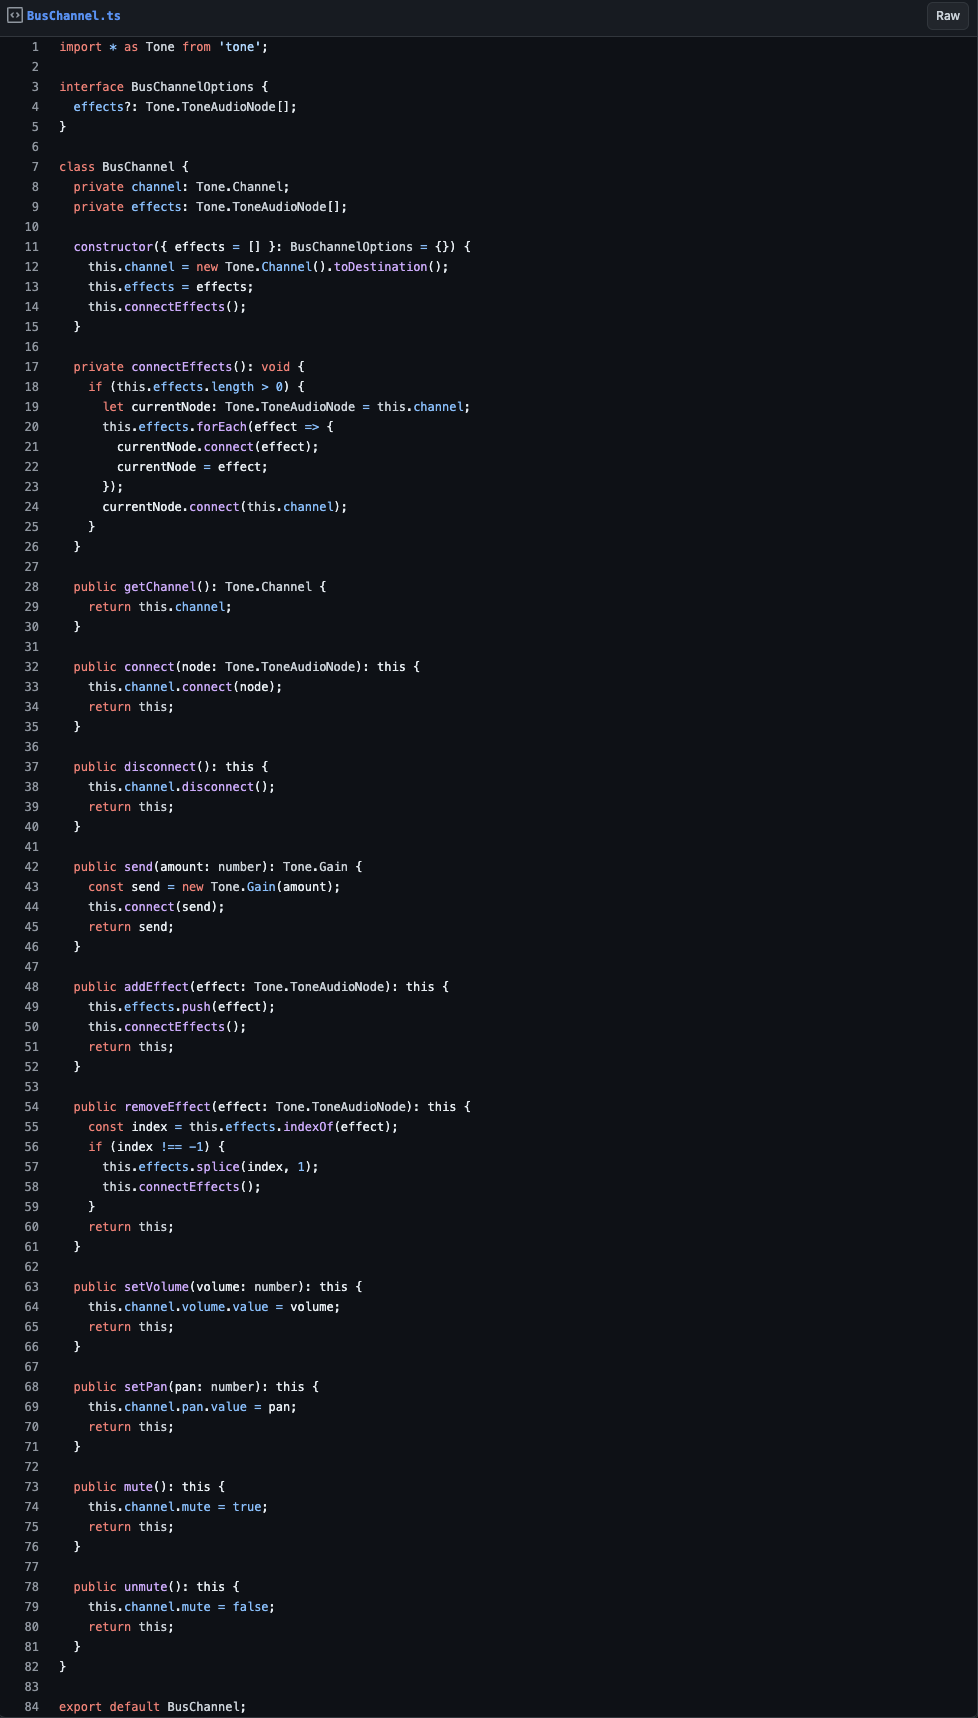 BusChannel.ts
Raw
1 import * as Tone from 'tone';
2
3 interface BusChannelOptions {
4   effects?: Tone.ToneAudioNode[];
5 }
6
7 class BusChannel {
8   private channel: Tone.Channel;
9   private effects: Tone.ToneAudioNode[];
10
11   constructor({ effects = [] }: BusChannelOptions = {}) {
12     this.channel = new Tone.Channel().toDestination();
13     this.effects = effects;
14     this.connectEffects();
15   }
16
17   private connectEffects(): void {
18     if (this.effects.length > 0) {
19       let currentNode: Tone.ToneAudioNode = this.channel;
20       this.effects.forEach(effect => {
21         currentNode.connect(effect);
22         currentNode = effect;
23       });
24       currentNode.connect(this.channel);
25     }
26   }
27
28   public getChannel(): Tone.Channel {
29     return this.channel;
30   }
31
32   public connect(node: Tone.ToneAudioNode): this {
33     this.channel.connect(node);
34     return this;
35   }
36
37   public disconnect(): this {
38     this.channel.disconnect();
39     return this;
40   }
41
42   public send(amount: number): Tone.Gain {
43     const send = new Tone.Gain(amount);
44     this.connect(send);
45     return send;
46   }
47
48   public addEffect(effect: Tone.ToneAudioNode): this {
49     this.effects.push(effect);
50     this.connectEffects();
51     return this;
52   }
53
54   public removeEffect(effect: Tone.ToneAudioNode): this {
55     const index = this.effects.indexOf(effect);
56     if (index !== -1) {
57       this.effects.splice(index, 1);
58       this.connectEffects();
59     }
60     return this;
61   }
62
63   public setVolume(volume: number): this {
64     this.channel.volume.value = volume;
65     return this;
66   }
67
68   public setPan(pan: number): this {
69     this.channel.pan.value = pan;
70     return this;
71   }
72
73   public mute(): this {
74     this.channel.mute = true;
75     return this;
76   }
77
78   public unmute(): this {
79     this.channel.mute = false;
80     return this;
81   }
82 }
83
84 export default BusChannel;